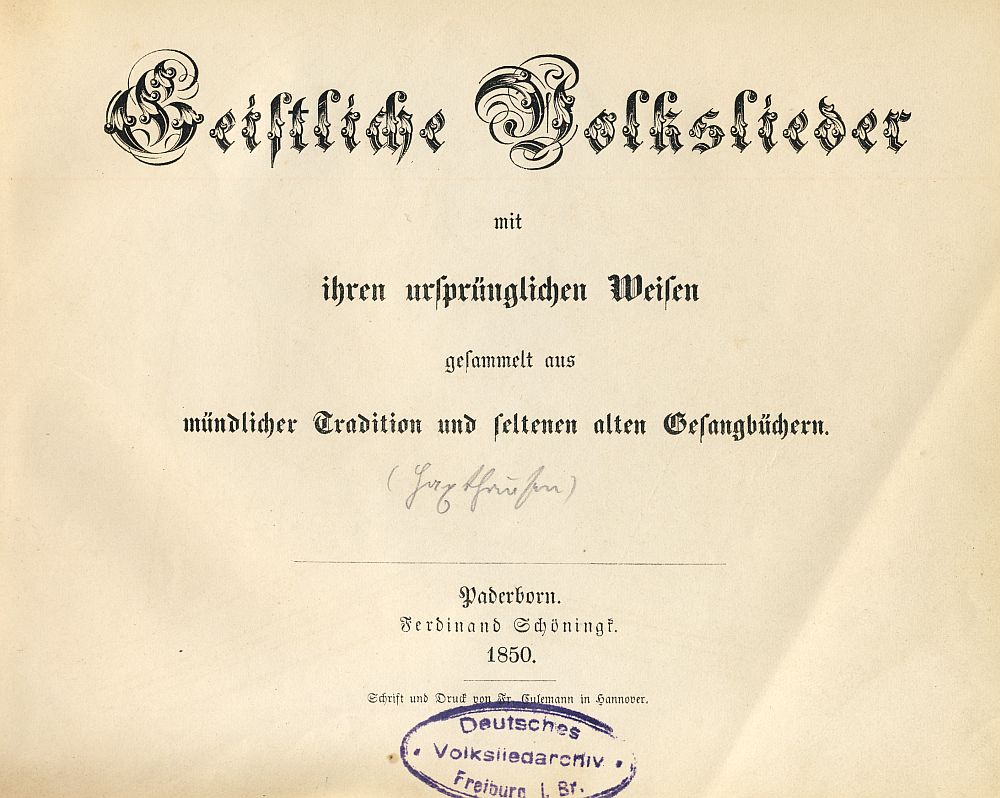 Geiſtliche Volkslieder
mit
ihren urſprünglichen Weiſen
geſammelt aus
mündlicher Tradition und ſeltenen alten Geſangbüchern.
(Haxthauſen)
Paderborn.
Ferdinand Schöningk.
1850.
Schrift und Druck von Fr. Culemann in Hannover.
Deutsches
Volksliedarchiv
Freiburg i. Br.